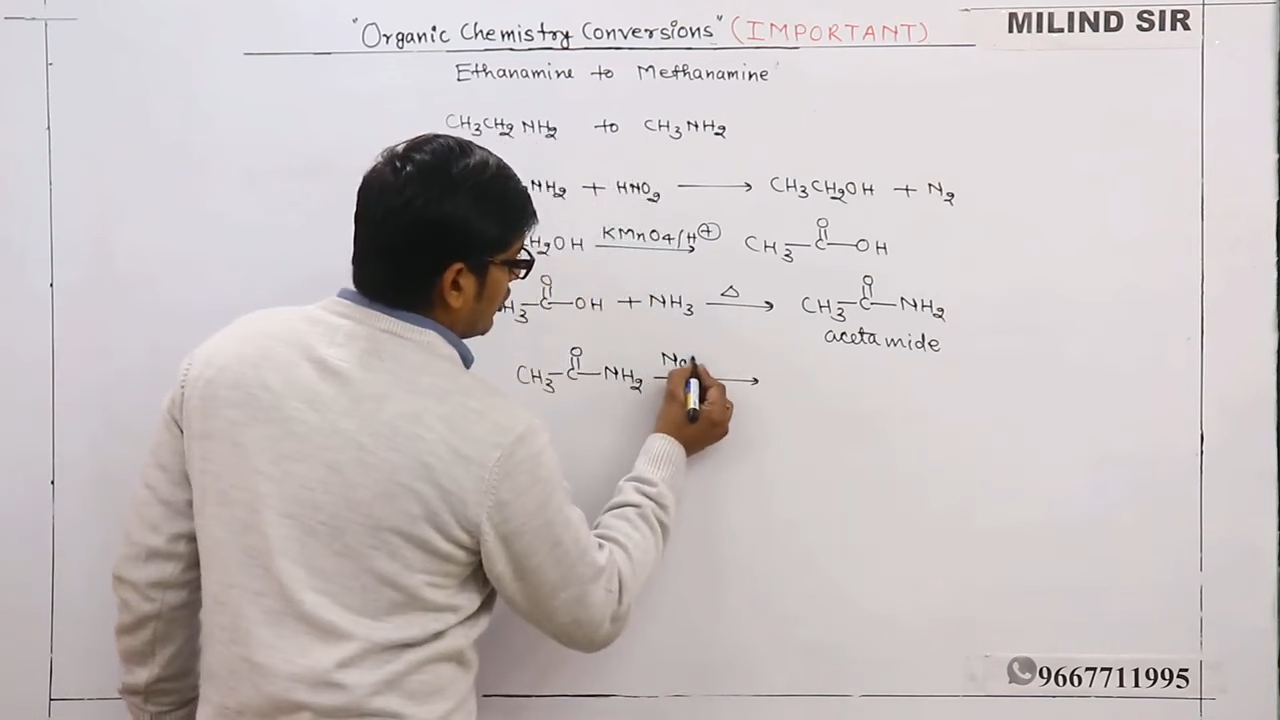 "Organic Chemistry Conversions" (IMPORTANT)
MILIND SIR
Ethanamine to Methanamine
CH3CH2NH2 to CH3NH2
NH2 + HNO2 → CH3CH2OH + N2
H2OH KMnO4/H⊕ → CH3-C(=O)-OH
H3-C(=O)-OH + NH3 Δ → CH3-C(=O)-NH2
acetamide
CH3-C(=O)-NH2 Na →
9667711995